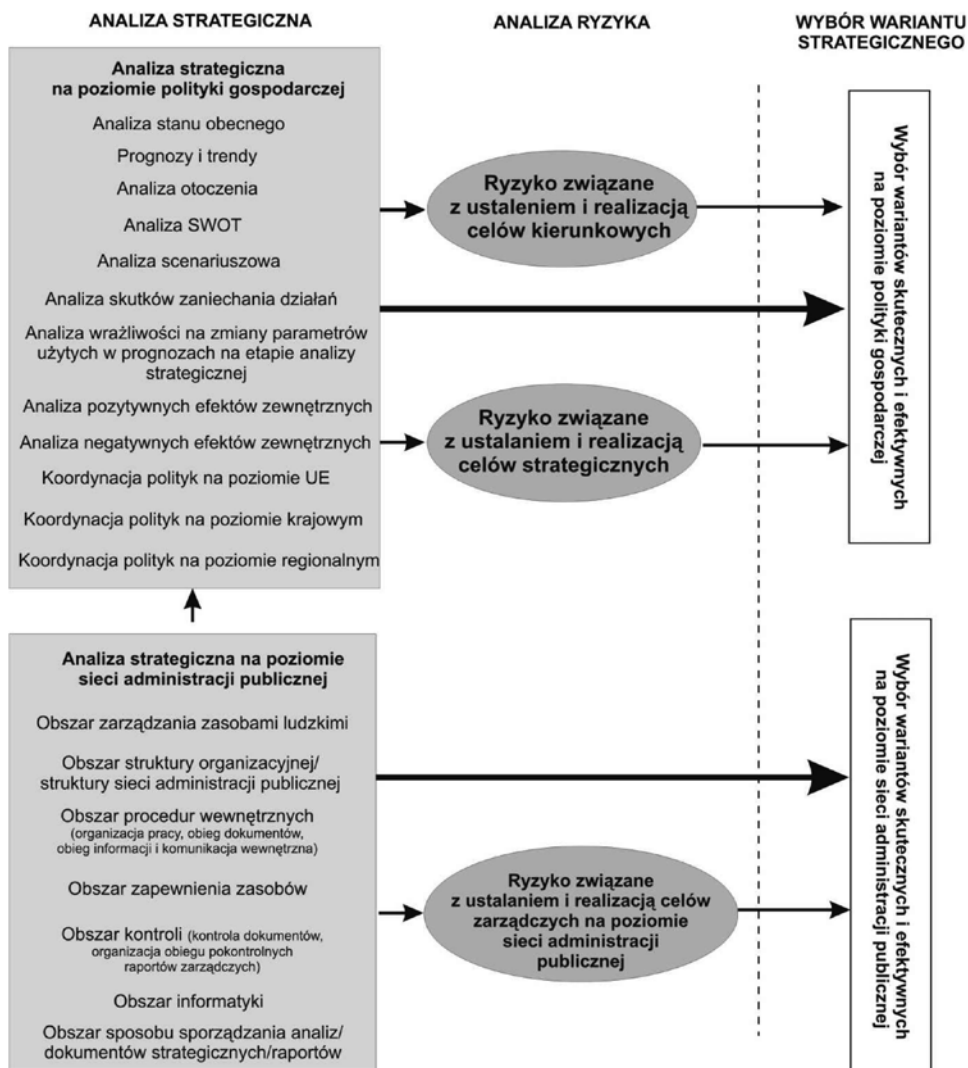 ANALIZA STRATEGICZNA
ANALIZA RYZYKA
WYBÓR WARIANTU
STRATEGICZNEGO
Analiza strategiczna
na poziomie polityki gospodarczej
Analiza stanu obecnego
Prognozy i trendy
Analiza otoczenia
Analiza SWOT
Analiza scenariuszowa
Analiza skutków zaniechania działań
Analiza wrażliwości na zmiany parametrów
użytych w prognozach na etapie analizy
strategicznej
Analiza pozytywnych efektów zewnętrznych
Analiza negatywnych efektów zewnętrznych
Koordynacja polityk na poziomie UE
Koordynacja polityk na poziomie krajowym
Koordynacja polityk na poziomie regionalnym
Ryzyko związane
z ustaleniem i realizacją
celów kierunkowych
Ryzyko związane
z ustalaniem i realizacją
celów strategicznych
Wybór wariantów skutecznych i efektywnych
na poziomie polityki gospodarczej
Analiza strategiczna na poziomie
sieci administracji publicznej
Obszar zarządzania zasobami ludzkimi
Obszar struktury organizacyjnej/
struktury sieci administracji publicznej
Obszar procedur wewnętrznych
(organizacja pracy, obieg dokumentów,
obieg informacji i komunikacja wewnętrzna)
Obszar zapewnienia zasobów
Obszar kontroli (kontrola dokumentów,
organizacja obiegu pokontrolnych
raportów zarządczych)
Obszar informatyki
Obszar sposobu sporządzania analiz/
dokumentów strategicznych/raportów
Ryzyko związane
z ustalaniem i realizacją celów
zarządczych na poziomie
sieci administracji
publicznej
Wybór wariantów skutecznych i efektywnych
na poziomie sieci administracji publicznej